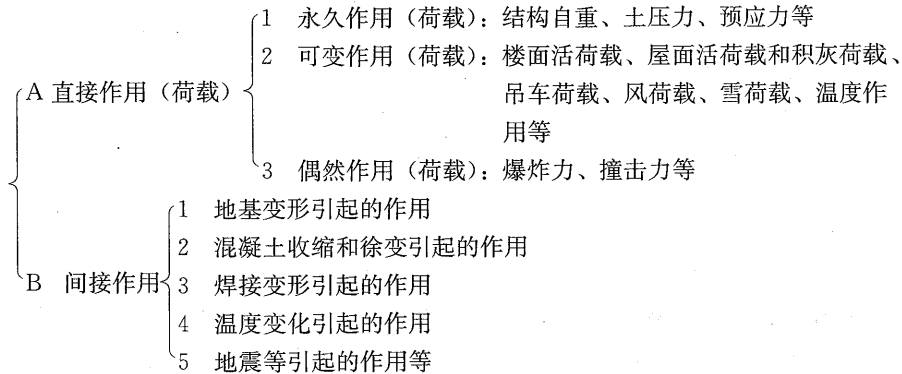 1 永久作用（荷载）：结构自重、土压力、预应力等
2 可变作用（荷载）：楼面活荷载、屋面活荷载和积灰荷载、
A 直接作用（荷载）
吊车荷载、风荷载、雪荷载、温度作
用等
3 偶然作用（荷载）：爆炸力、撞击力等
1 地基变形引起的作用
2 混凝土收缩和徐变引起的作用
B 间接作用
3 焊接变形引起的作用
4 温度变化引起的作用
5 地震等引起的作用等